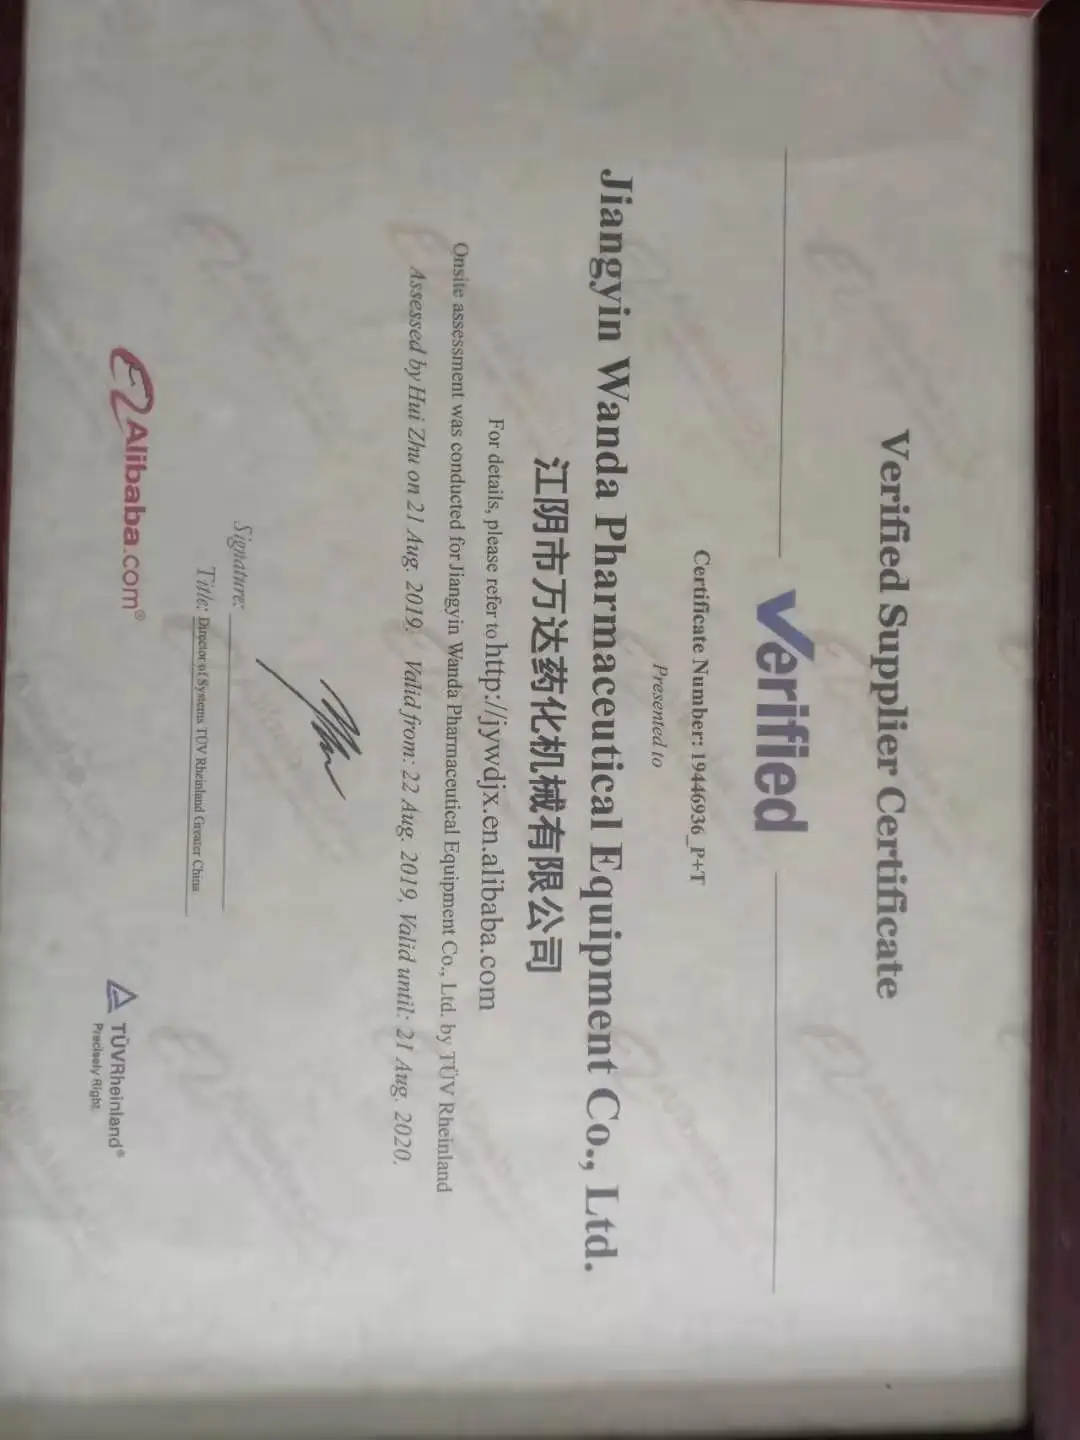 Verified Supplier Certificate
Verified
Certificate Number: 19446936_P+T
Presented to
Jiangyin Wanda Pharmaceutical Equipment Co., Ltd.
江阴市万达药化机械有限公司
For details, please refer to http://jywdjx.en.alibaba.com
Onsite assessment was conducted for Jiangyin Wanda Pharmaceutical Equipment Co., Ltd. by TÜV Rheinland
Assessed by Hui Zhu on 21 Aug. 2019. Valid from: 22 Aug. 2019, Valid until: 21 Aug. 2020.
Signature:
Title: Director of Systems TÜV Rheinland Greater China
Alibaba.com®
TÜVRheinland®
Precisely Right.